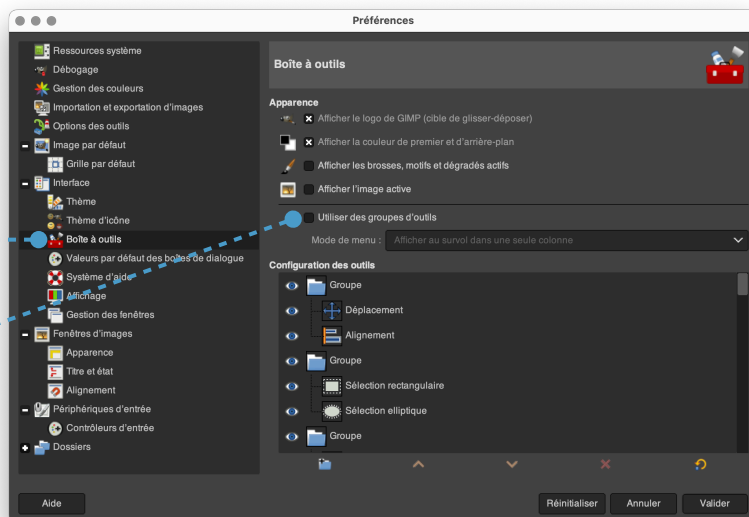 Préférences
Ressources système
Débogage
Gestion des couleurs
Importation et exportation d'images
Options des outils
Image par défaut
Grille par défaut
Interface
Thème
Thème d'icône
Boîte à outils
Valeurs par défaut des boîtes de dialogue
Système d'aide
Affichage
Gestion des fenêtres
Fenêtres d'images
Apparence
Titre et état
Alignement
Périphériques d'entrée
Contrôleurs d'entrée
Dossiers
Boîte à outils
Apparence
Afficher le logo de GIMP (cible de glisser-déposer)
Afficher la couleur de premier et d'arrière-plan
Afficher les brosses, motifs et dégradés actifs
Afficher l'image active
Utiliser des groupes d'outils
Mode de menu : Afficher au survol dans une seule colonne
Configuration des outils
Groupe
Déplacement
Alignement
Groupe
Sélection rectangulaire
Sélection elliptique
Groupe
Aide
Réinitialiser
Annuler
Valider